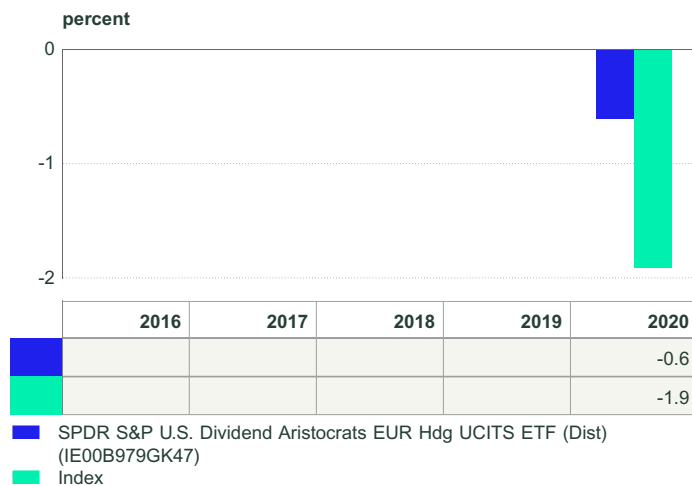 percent
0
-1
-2
2016 2017 2018 2019 2020
-0.6
-1.9
SPDR S&P U.S. Dividend Aristocrats EUR Hdg UCITS ETF (Dist)
(IE00B979GK47)
Index